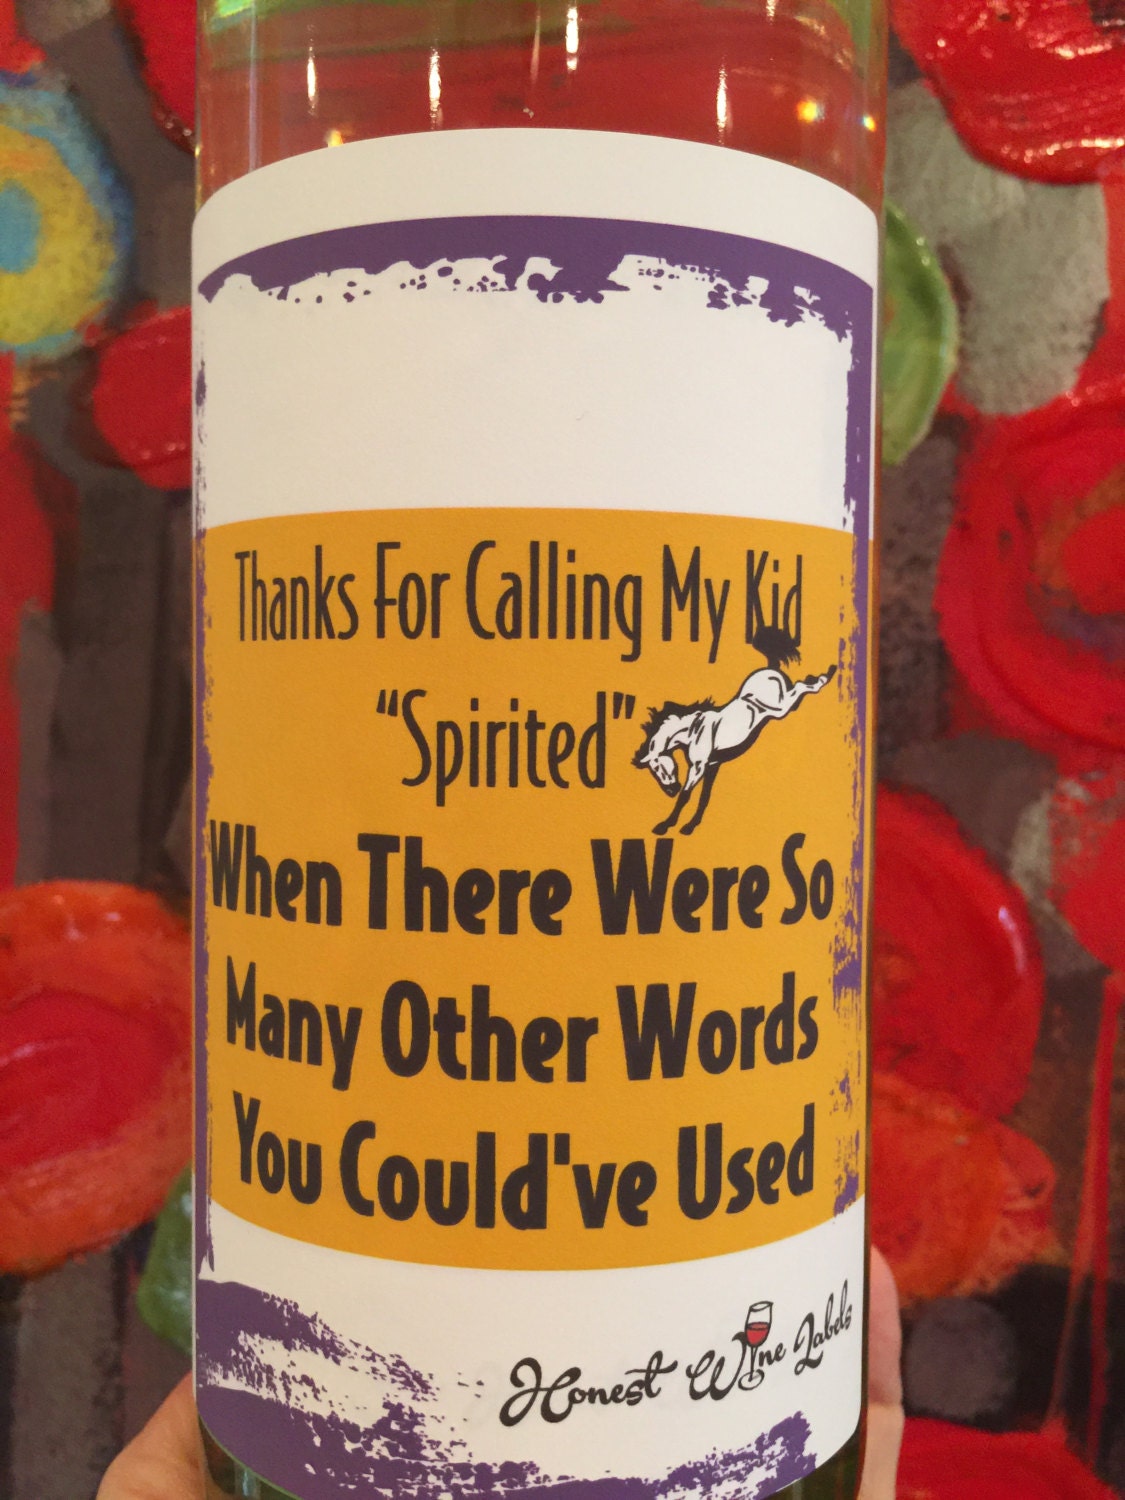 Thanks For Calling My Kid
“Spirited”
When There Were So
Many Other Words
You Could've Used
Honest Wine Labels